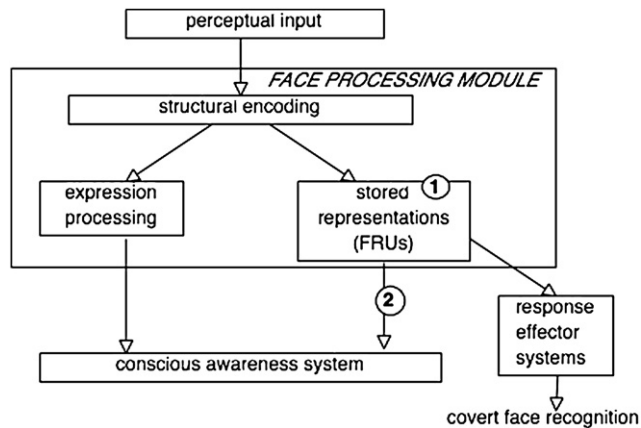 perceptual input
FACE PROCESSING MODULE
structural encoding
expression
processing
1
stored
representations
(FRUs)
2
response
effector
systems
conscious awareness system
covert face recognition